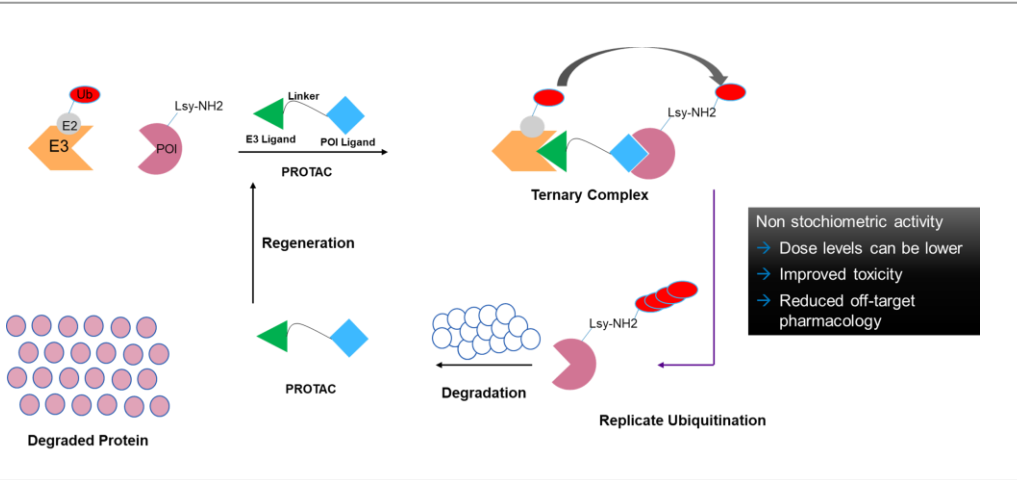 Ub
E2
E3
Lsy-NH2
POI
Linker
E3 Ligand
POI Ligand
PROTAC
Lsy-NH2
Ternary Complex
Non stochiometric activity
→ Dose levels can be lower
→ Improved toxicity
→ Reduced off-target
pharmacology
Regeneration
Lsy-NH2
PROTAC
Degradation
Replicate Ubiquitination
Degraded Protein